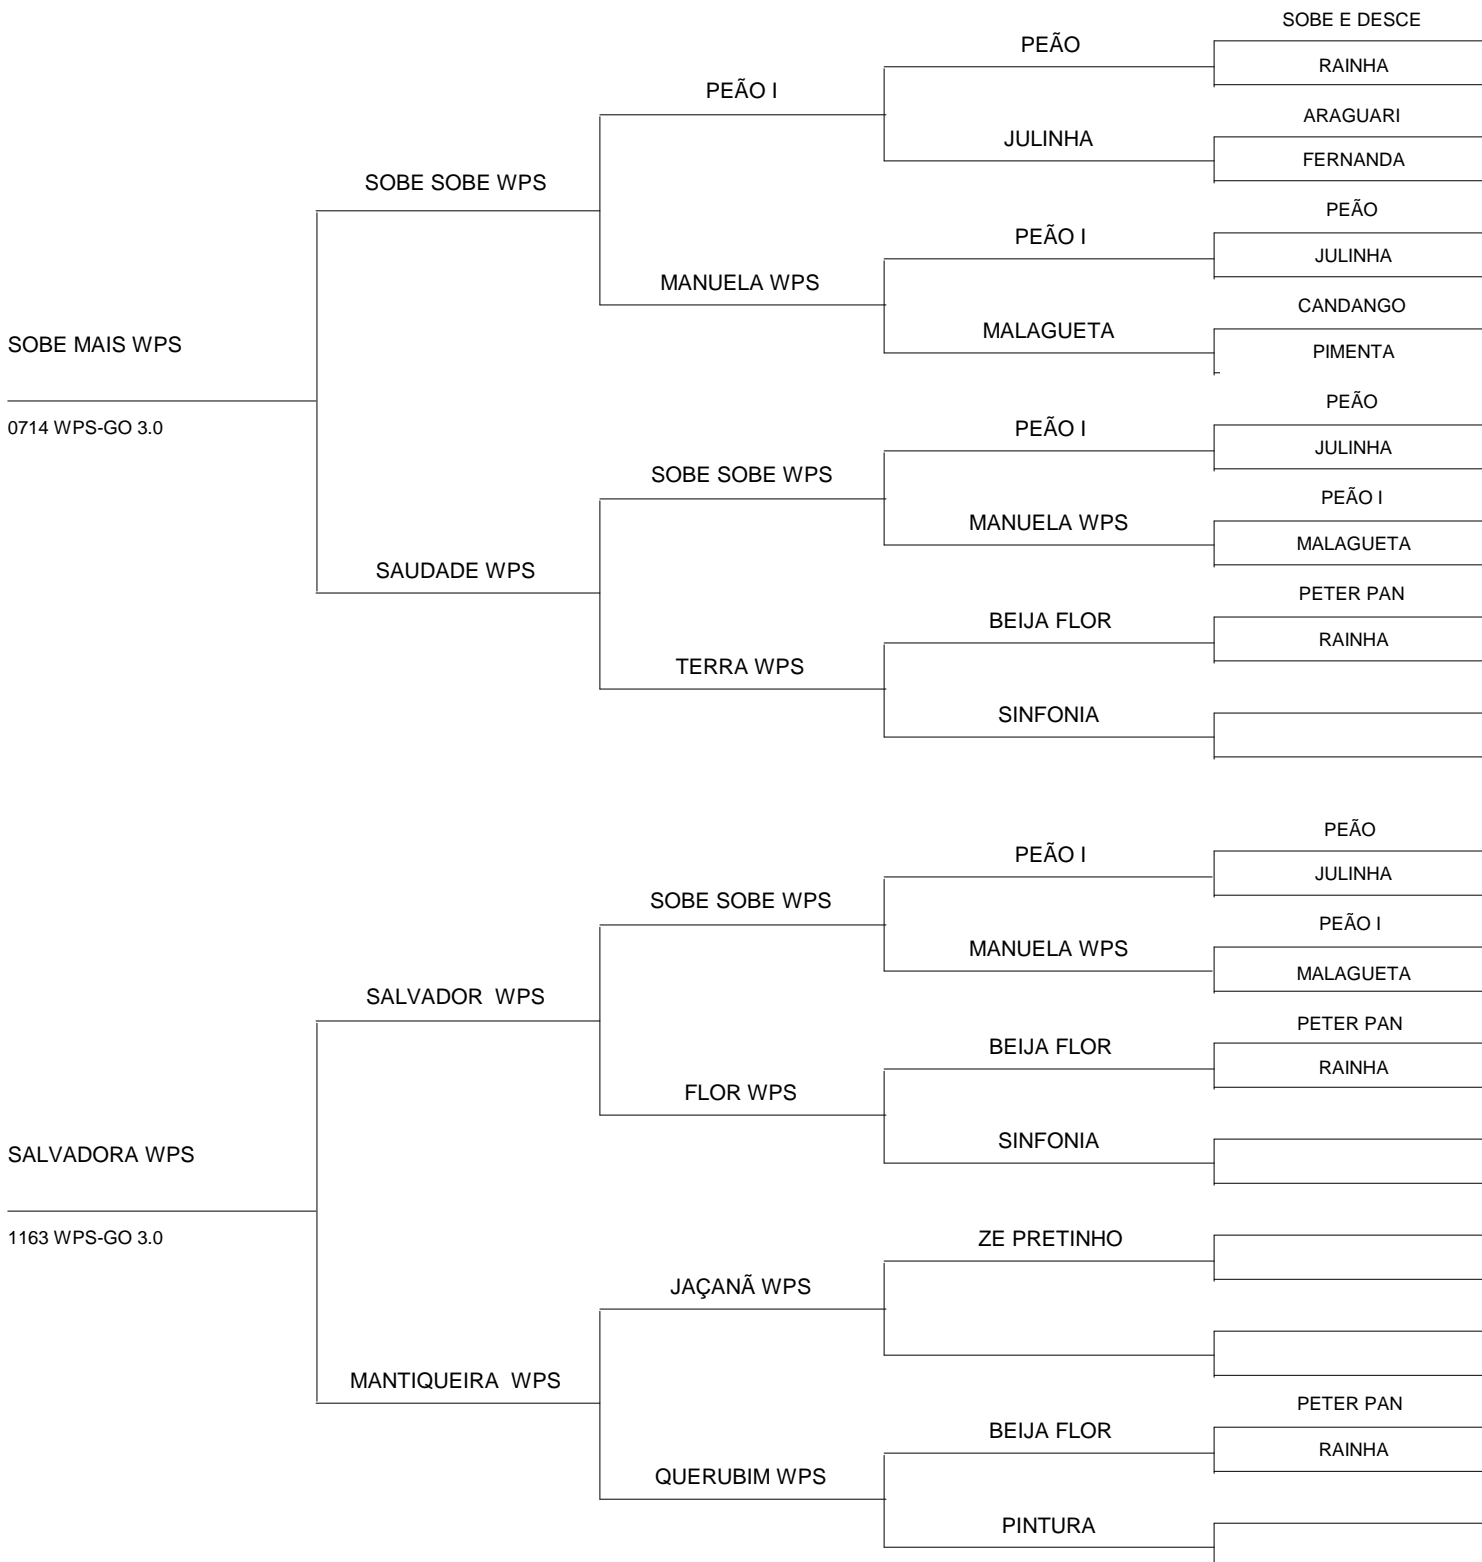 SOBE E DESCE
PEÃO
RAINHA
PEÃO I
ARAGUARI
JULINHA
FERNANDA
SOBE SOBE WPS
PEÃO
PEÃO I
JULINHA
MANUELA WPS
CANDANGO
MALAGUETA
PIMENTA
SOBE MAIS WPS
0714 WPS-GO 3.0
PEÃO
PEÃO I
JULINHA
SOBE SOBE WPS
PEÃO I
MANUELA WPS
MALAGUETA
SAUDADE WPS
PETER PAN
BEIJA FLOR
RAINHA
TERRA WPS
SINFONIA
PEÃO
PEÃO I
JULINHA
SOBE SOBE WPS
PEÃO I
MANUELA WPS
MALAGUETA
SALVADOR  WPS
PETER PAN
BEIJA FLOR
RAINHA
FLOR WPS
SINFONIA
SALVADORA WPS
1163 WPS-GO 3.0
ZE PRETINHO
JAÇANÃ WPS
MANTIQUEIRA  WPS
PETER PAN
BEIJA FLOR
RAINHA
QUERUBIM WPS
PINTURA